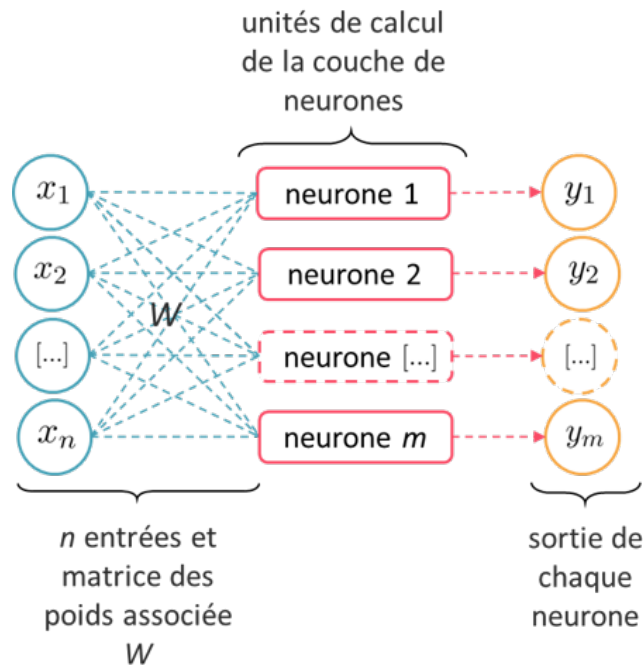 unités de calcul
de la couche de
neurones
x1
neurone 1
y1
x2
neurone 2
y2
W
[...]
neurone [...]
[...]
xn
neurone m
ym
n entrées et
matrice des
poids associée
W
sortie de
chaque
neurone